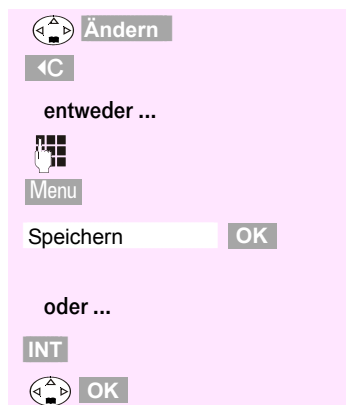 Ändern
C
entweder ...
Menu
Speichern OK
oder ...
INT
OK